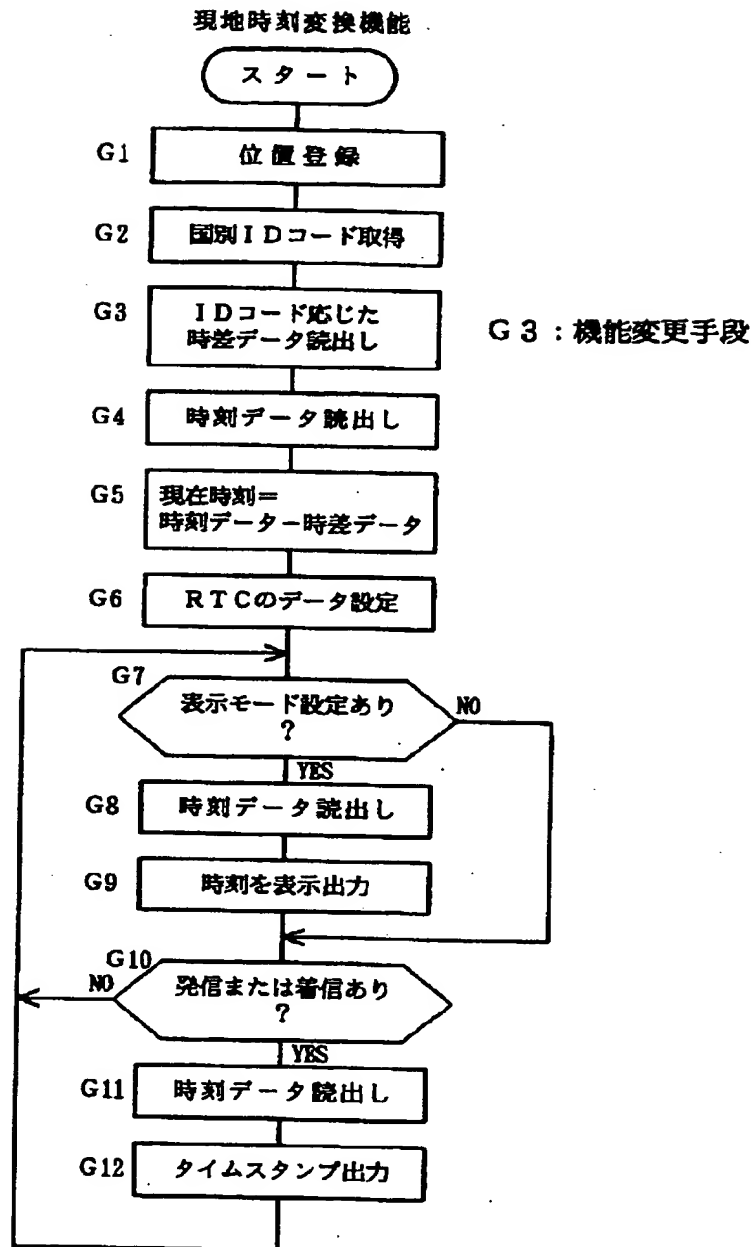 現地時刻変換機能
スタート
G1
位置登録
G2
国別IDコード取得
G3
IDコード応じた
時差データ読出し
G3:機能変更手段
G4
時刻データ読出し
G5
現在時刻=
時刻データー時差データ
G6
RTCのデータ設定
G7
表示モード設定あり
?
NO
YES
G8
時刻データ読出し
G9
時刻を表示出力
G10
NO
発信または着信あり
?
YES
G11
時刻データ読出し
G12
タイムスタンプ出力